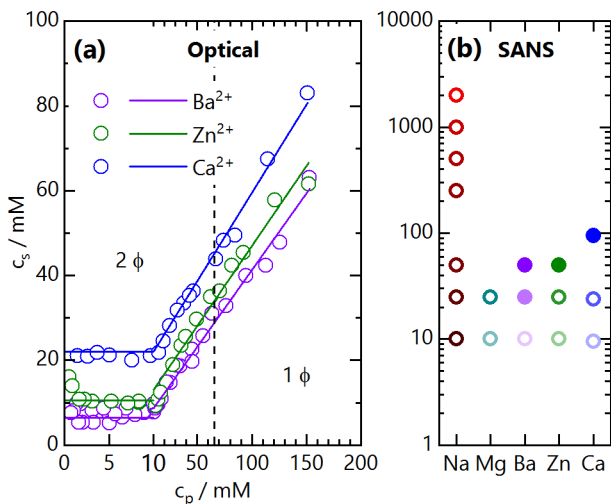 (a) Optical
Ba²⁺
Zn²⁺
Ca²⁺
2 ϕ
1 ϕ
100
80
60
40
20
0
cₛ / mM
0 5 10 50 100 150 200
cₚ / mM
(b) SANS
10000
1000
100
10
1
Na Mg Ba Zn Ca